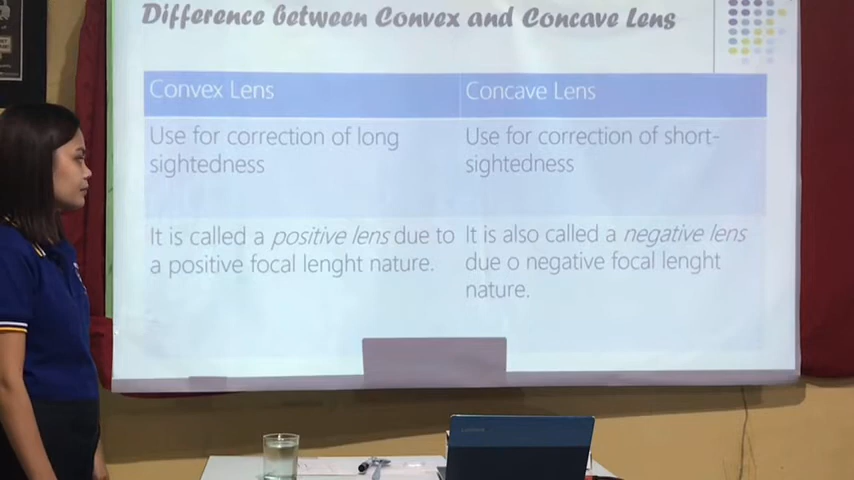 Difference between Convex and Concave Lens
Convex Lens
Concave Lens
Use for correction of long
sightedness
Use for correction of short-
sightedness
It is called a positive lens due to
a positive focal lenght nature.
It is also called a negative lens
due o negative focal lenght
nature.